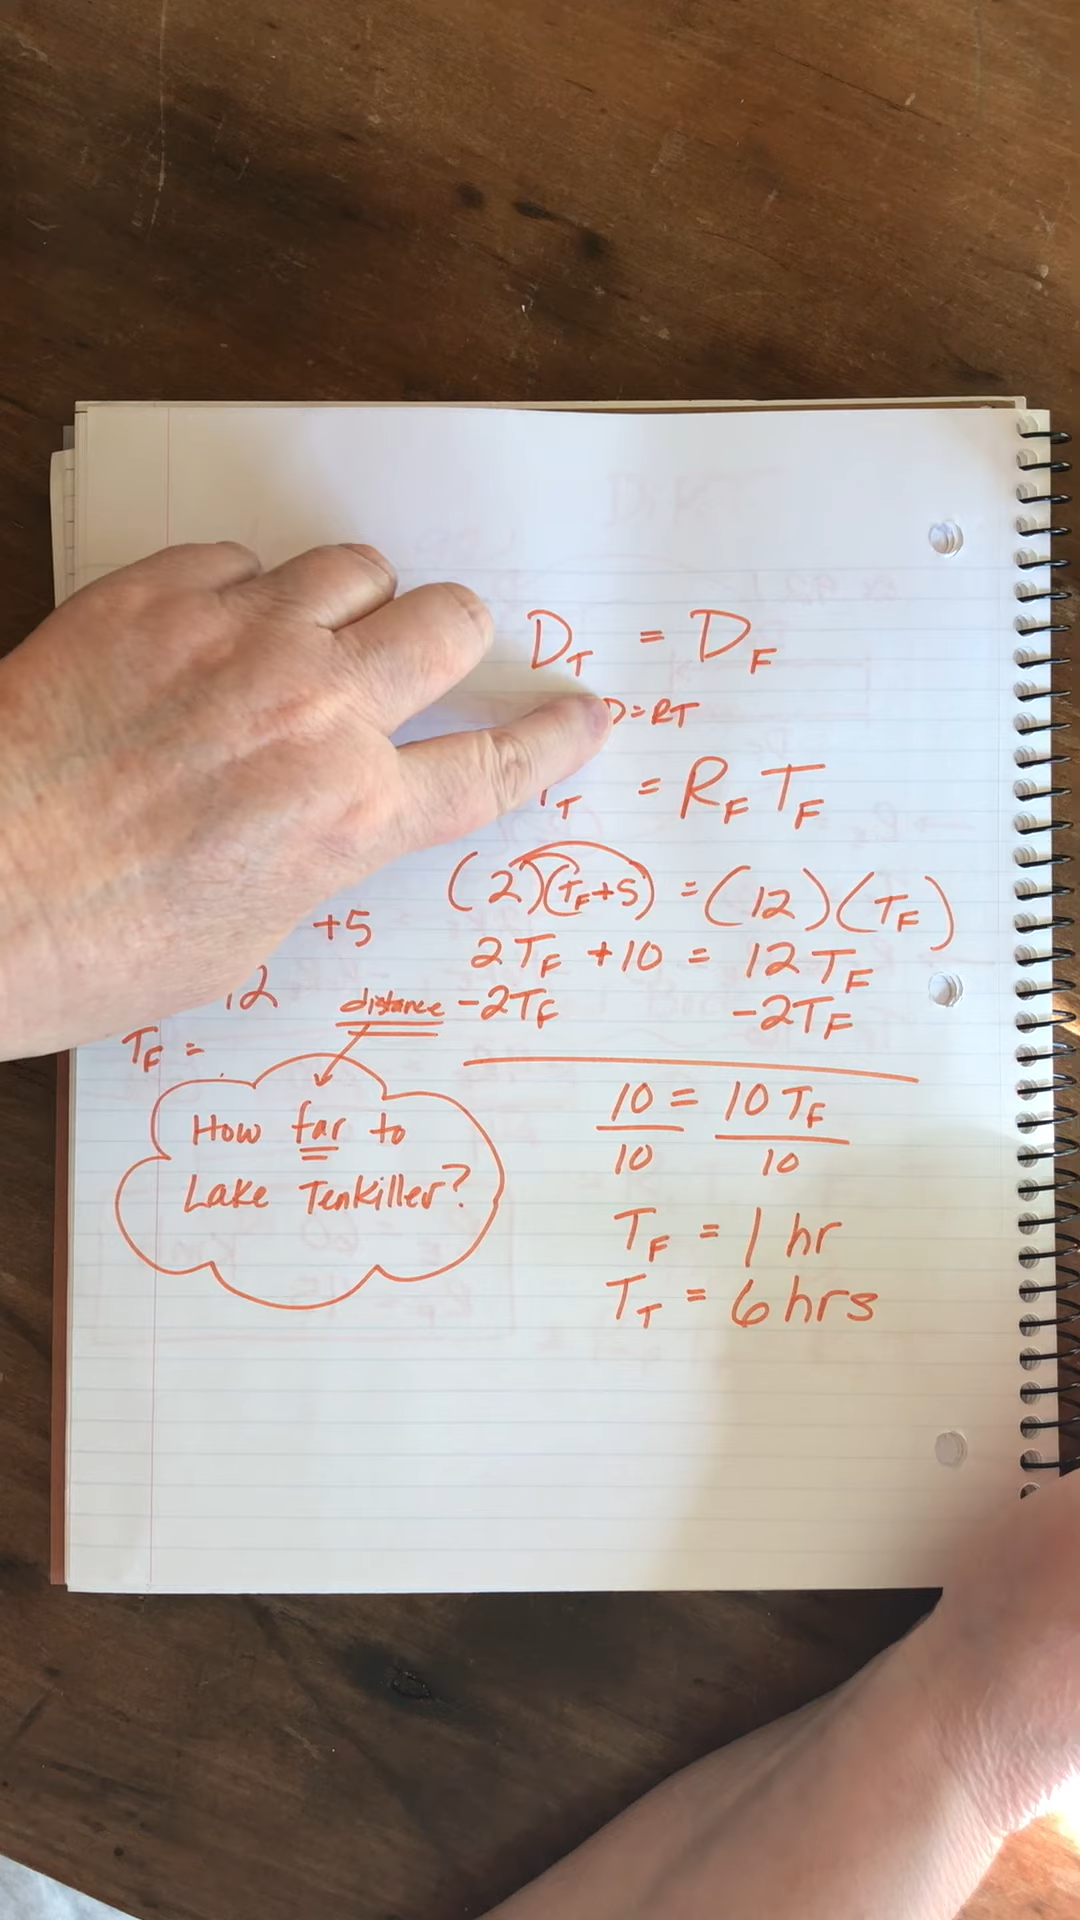 D_T = D_F
D=RT
T_T = R_F T_F
(2)(T_F+5) = (12)(T_F)
+5
2T_F +10 = 12T_F
12
distance
-2T_F -2T_F
T_F =
10 = 10T_F
10 10
How far to
Lake Tenkiller?
T_F = 1 hr
T_T = 6 hrs